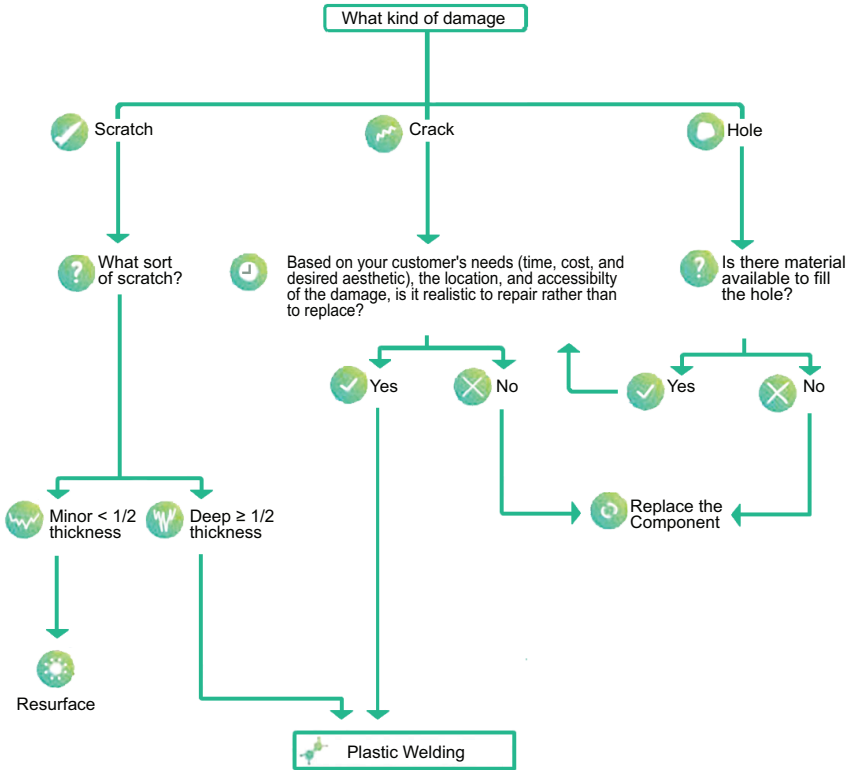 What kind of damage
Scratch
Crack
Hole
What sort
of scratch?
Based on your customer's needs (time, cost, and
desired aesthetic), the location, and accessibilty
of the damage, is it realistic to repair rather than
to replace?
Is there material
available to fill
the hole?
Yes
No
Yes
No
Minor < 1/2
thickness
Deep ≥ 1/2
thickness
Replace the
Component
Resurface
Plastic Welding